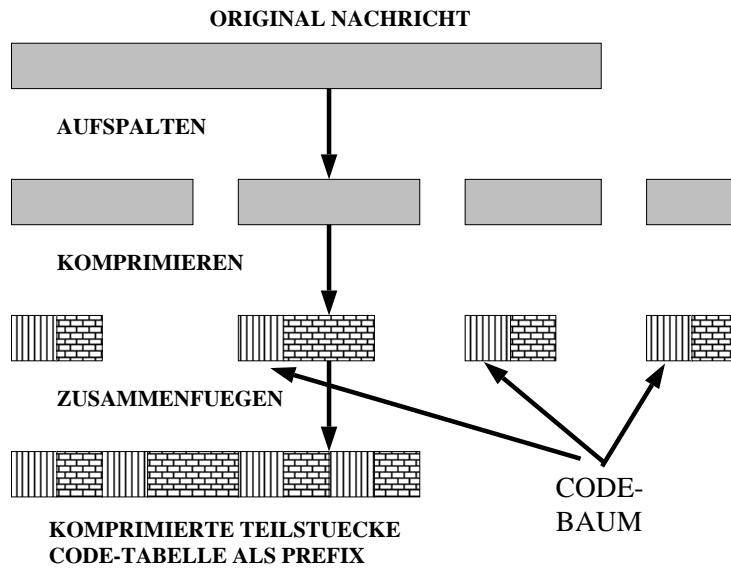 ORIGINAL NACHRICHT
AUFSPALTEN
KOMPRIMIEREN
ZUSAMMENFUEGEN
CODE-
BAUM
KOMPRIMIERTE TEILSTUECKE
CODE-TABELLE ALS PREFIX